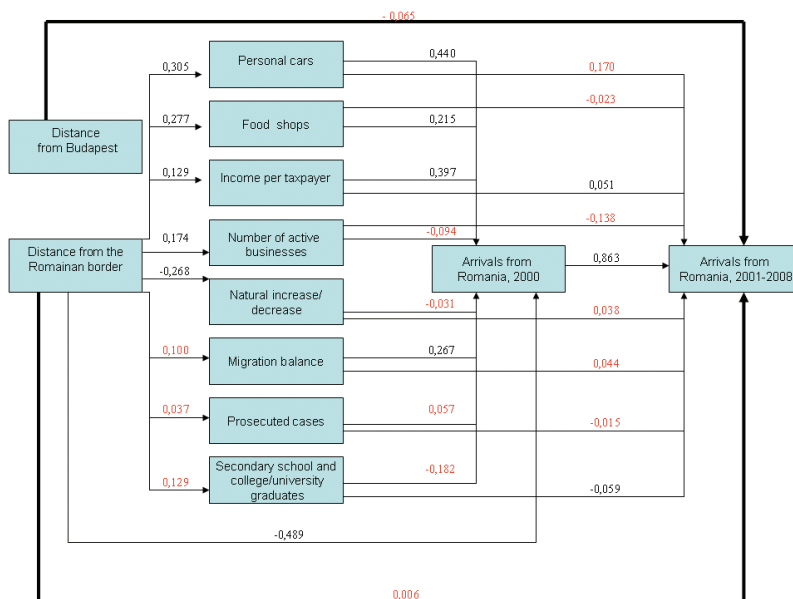 - 0,065
0,305
Personal cars
0,440
0,170
-0,023
0,277
Food shops
0,215
Distance
from Budapest
0,129
Income per taxpayer
0,397
0,051
-0,138
0,174
Number of active
businesses
-0,094
Distance from the
Romainan border
Arrivals from
Romania, 2000
0,863
Arrivals from
Romania, 2001-2008
-0,268
Natural increase/
decrease
-0,031
0,038
0,100
Migration balance
0,267
0,044
0,037
Prosecuted cases
0,057
-0,015
0,129
Secondary school and
college/university
graduates
-0,182
-0,059
-0,489
0,006